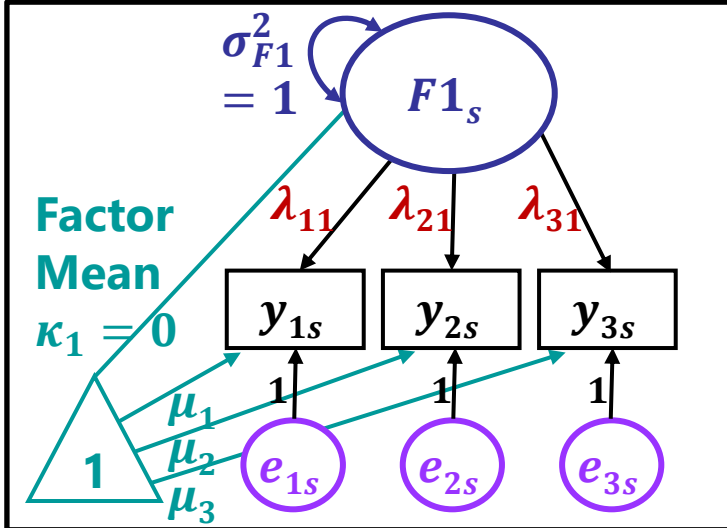 σ²_F1
= 1
F1ₛ
λ₁₁ λ₂₁ λ₃₁
Factor
Mean
κ₁ = 0
y₁ₛ y₂ₛ y₃ₛ
1 1 1
μ₁
μ₂
μ₃
1
e₁ₛ e₂ₛ e₃ₛ